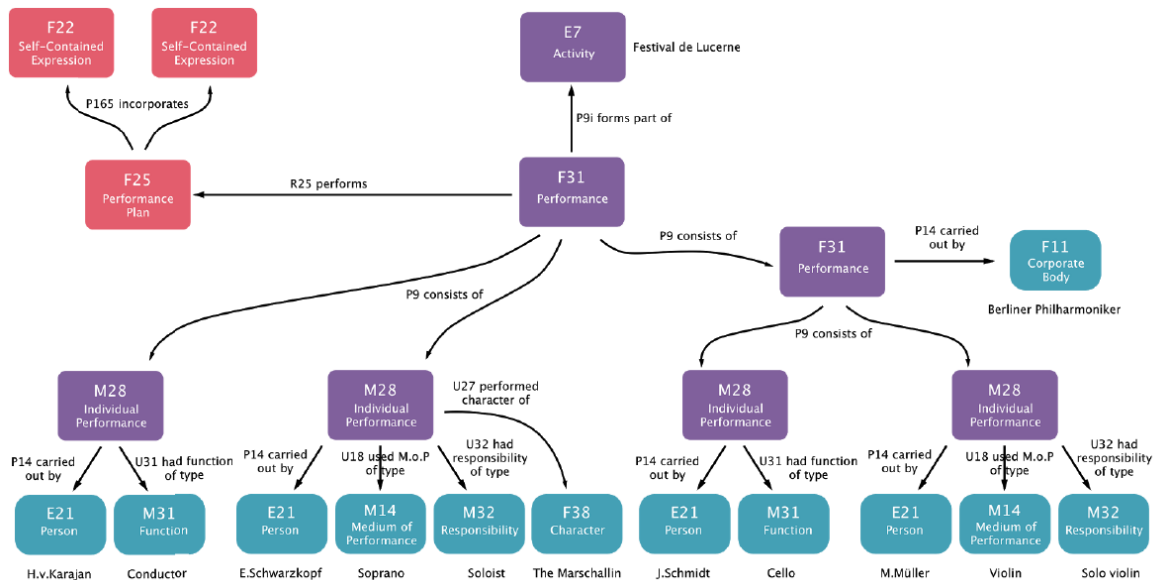 F22
Self-Contained
Expression
F22
Self-Contained
Expression
E7
Activity
Festival de Lucerne
P165 incorporates
P9i forms part of
F25
Performance
Plan
R25 performs
F31
Performance
P9 consists of
F31
Performance
P14 carried
out by
F11
Corporate
Body
Berliner Philharmoniker
P9 consists of
P9 consists of
M28
Individual
Performance
M28
Individual
Performance
U27 performed
character of
M28
Individual
Performance
M28
Individual
Performance
P14 carried
out by
U31 had function
of type
P14 carried
out by
U18 used M.o.P
of type
U32 had
responsibility
of type
P14 carried
out by
U31 had function
of type
P14 carried
out by
U18 used M.o.P
of type
U32 had
responsibility
of type
E21
Person
M31
Function
E21
Person
M14
Medium of
Performance
M32
Responsibility
F38
Character
E21
Person
M31
Function
E21
Person
M14
Medium of
Performance
M32
Responsibility
H.v.Karajan
Conductor
E.Schwarzkopf
Soprano
Soloist
The Marschallin
J.Schmidt
Cello
M.Müller
Violin
Solo violin